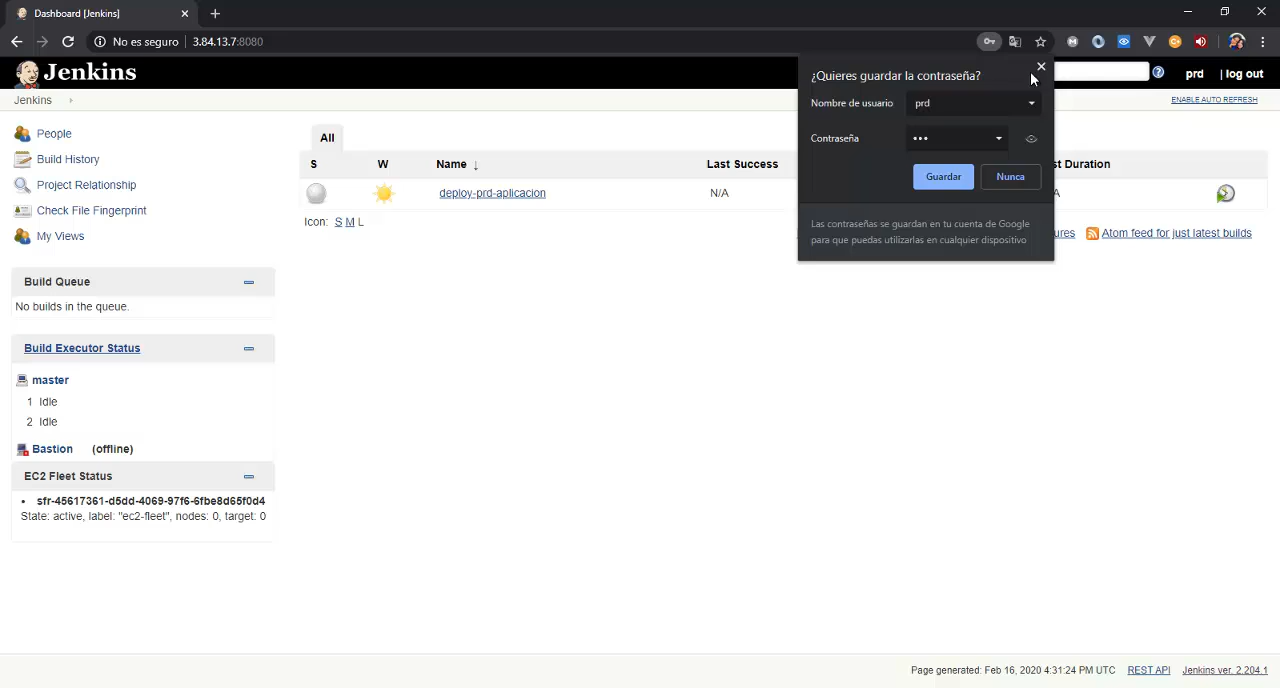 Dashboard [Jenkins]
No es seguro 3.84.13.7:8080
Jenkins
prd | log out
Jenkins
ENABLE AUTO REFRESH
¿Quieres guardar la contraseña?
Nombre de usuario prd
Contraseña •••
Guardar Nunca
Las contraseñas se guardan en tu cuenta de Google
para que puedas utilizarlas en cualquier dispositivo
People
Build History
Project Relationship
Check File Fingerprint
My Views
All
S W Name ↓ Last Success st Duration
deploy-prd-aplicacion N/A A
Icon: S M L
ures Atom feed for just latest builds
Build Queue
No builds in the queue.
Build Executor Status
master
1 Idle
2 Idle
Bastion (offline)
EC2 Fleet Status
• sfr-45617361-d5dd-4069-97f6-6fbe8d65f0d4
State: active, label: "ec2-fleet", nodes: 0, target: 0
Page generated: Feb 16, 2020 4:31:24 PM UTC REST API Jenkins ver. 2.204.1